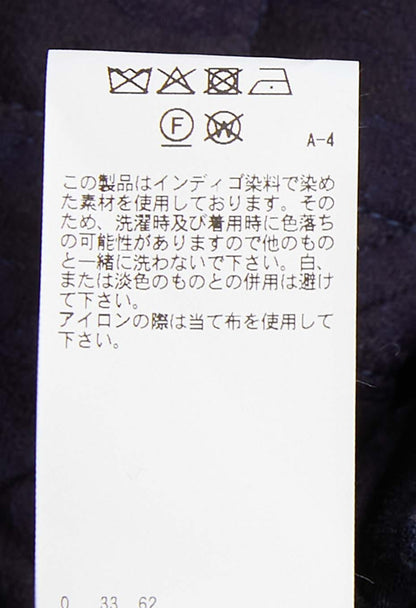 F W
A-4
この製品はインディゴ染料で染め
た素材を使用しております。その
ため、洗濯時及び着用時に色落ち
の可能性がありますので他のもの
と一緒に洗わないで下さい。白、
または淡色のものとの併用は避け
て下さい。
アイロンの際は当て布を使用して
下さい。
0 33 62